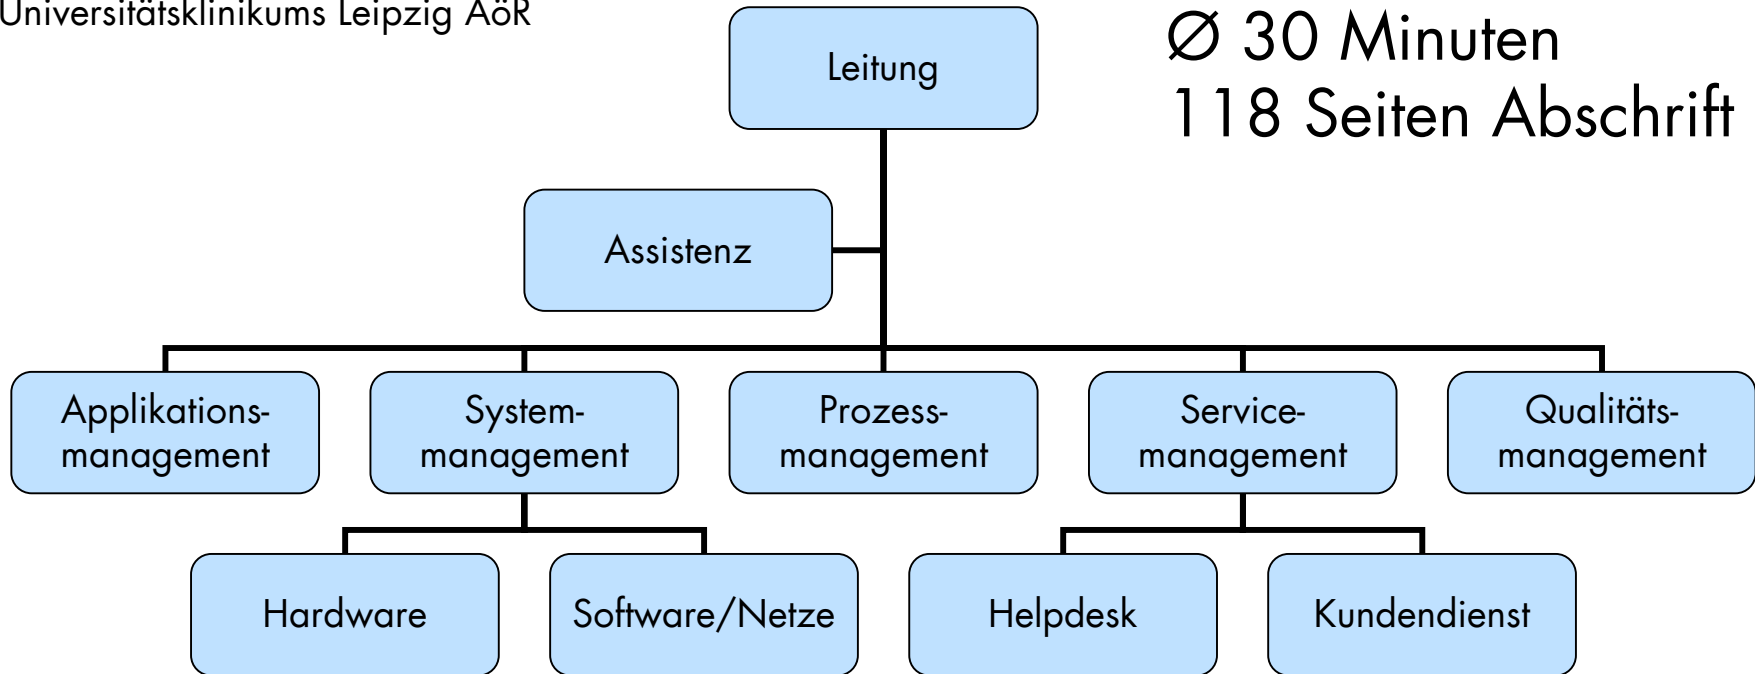 Universitätsklinikums Leipzig AöR
Ø 30 Minuten
118 Seiten Abschrift
Leitung
Assistenz
Applikations-
management
System-
management
Prozess-
management
Service-
management
Qualitäts-
management
Hardware
Software/Netze
Helpdesk
Kundendienst